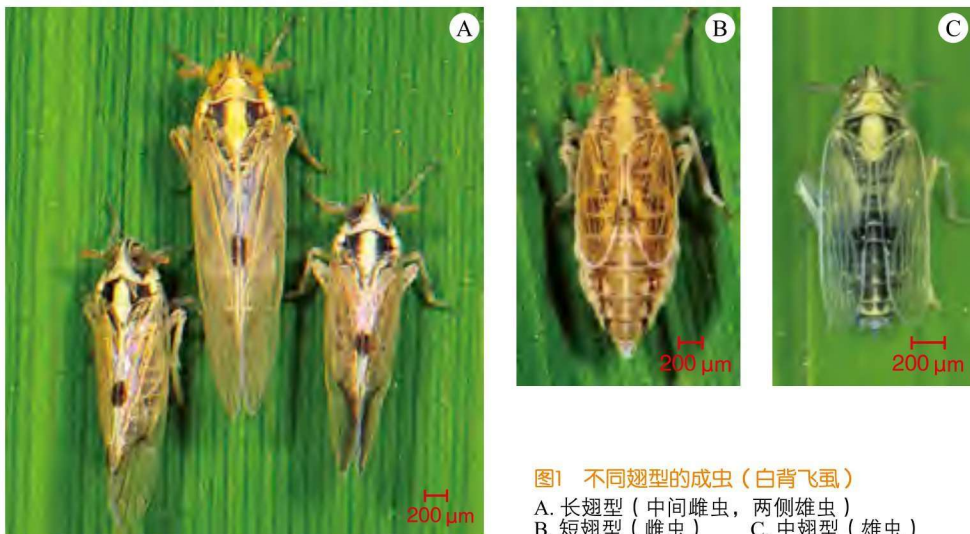 A
B
C
200 μm
200 μm
200 μm
图1 不同翅型的成虫（白背飞虱）
A. 长翅型（中间雌虫，两侧雄虫）
B. 短翅型（雌虫） C. 中翅型（雄虫）